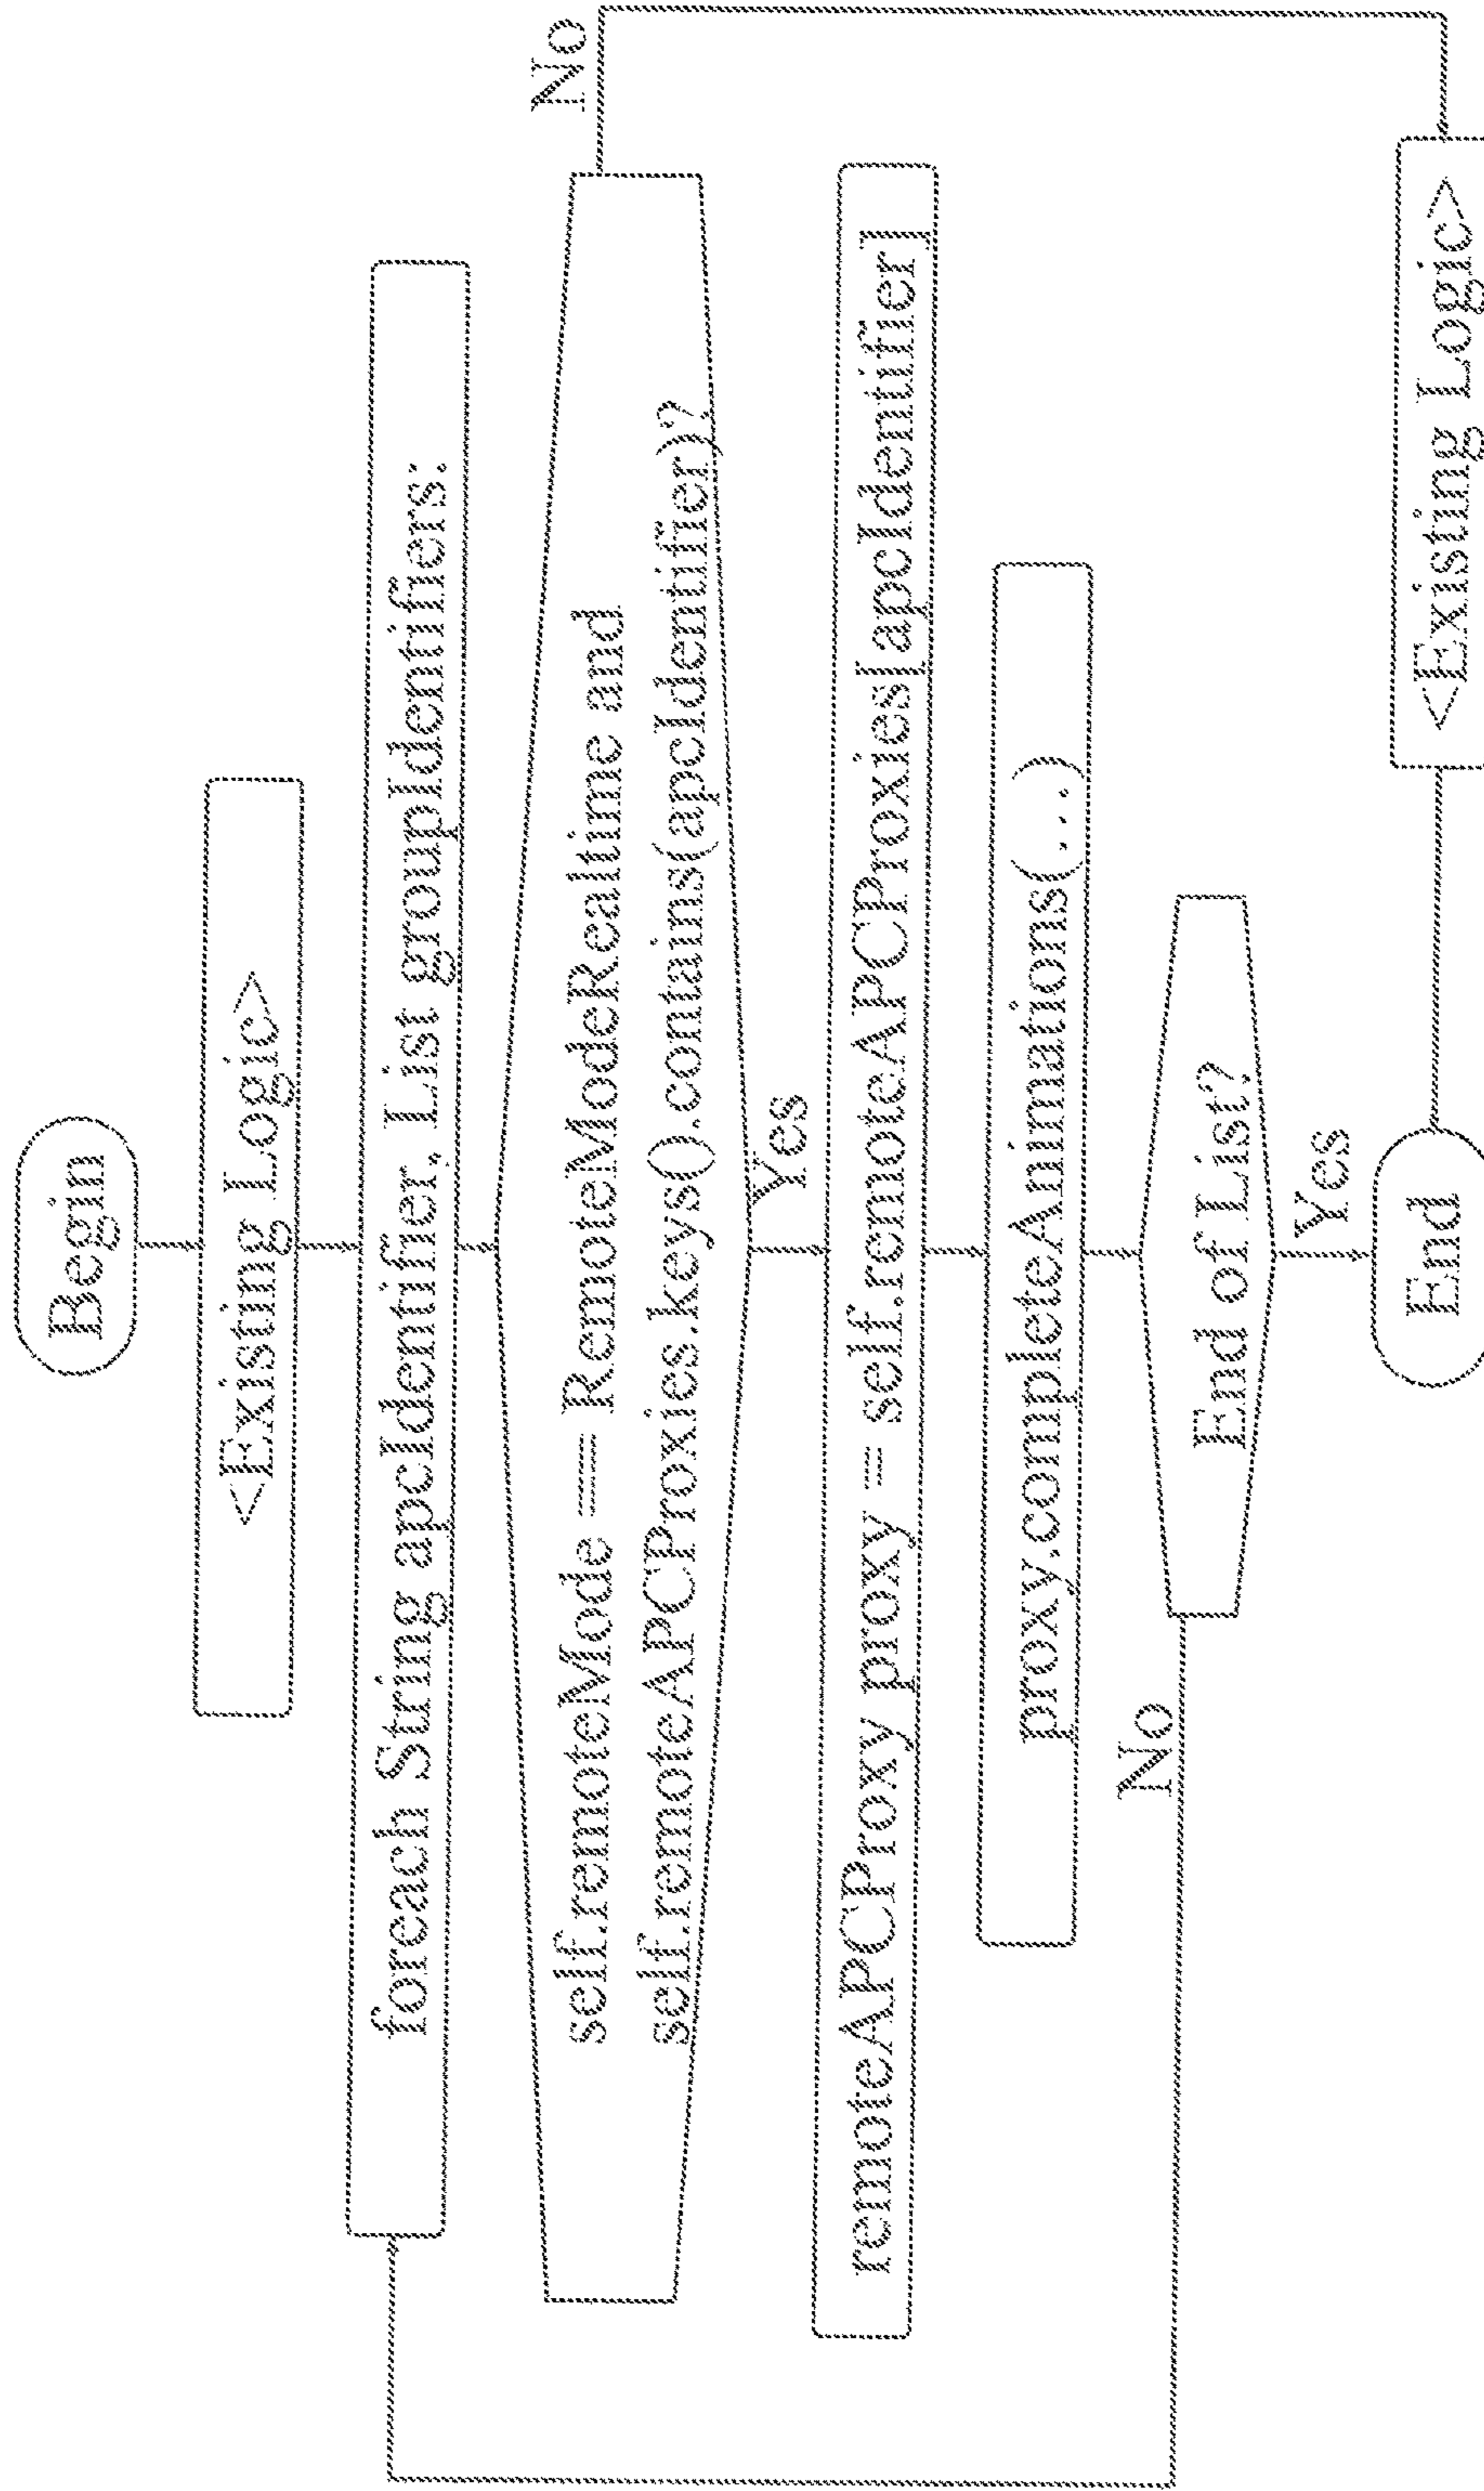 Begin
<Existing Logic>
foreach String apcIdentifier, List groupIdentifiers:
self.remoteMode == RemoteModeRealtime and
self.remoteAPCProxies.keys().contains(apcIdentifier)?
No
Yes
remoteAPCProxy proxy = self.remoteAPCProxies[apcIdentifier]
proxy.completeAnimations(...)
No
End of List?
Yes
End
<Existing Logic>